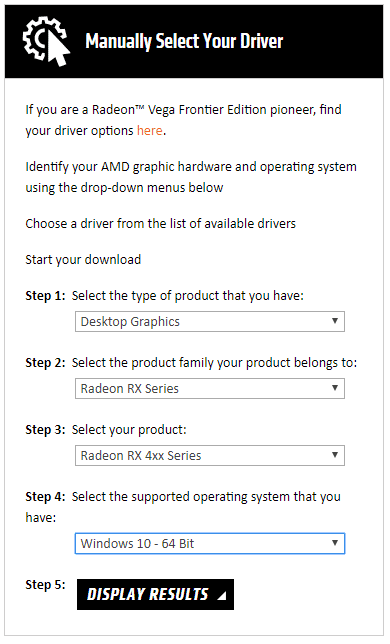 Manually Select Your Driver
If you are a Radeon™ Vega Frontier Edition pioneer, find
your driver options here.
Identify your AMD graphic hardware and operating system
using the drop-down menus below
Choose a driver from the list of available drivers
Start your download
Step 1: Select the type of product that you have:
Desktop Graphics
Step 2: Select the product family your product belongs to:
Radeon RX Series
Step 3: Select your product:
Radeon RX 4xx Series
Step 4: Select the supported operating system that you
have:
Windows 10 - 64 Bit
Step 5: DISPLAY RESULTS